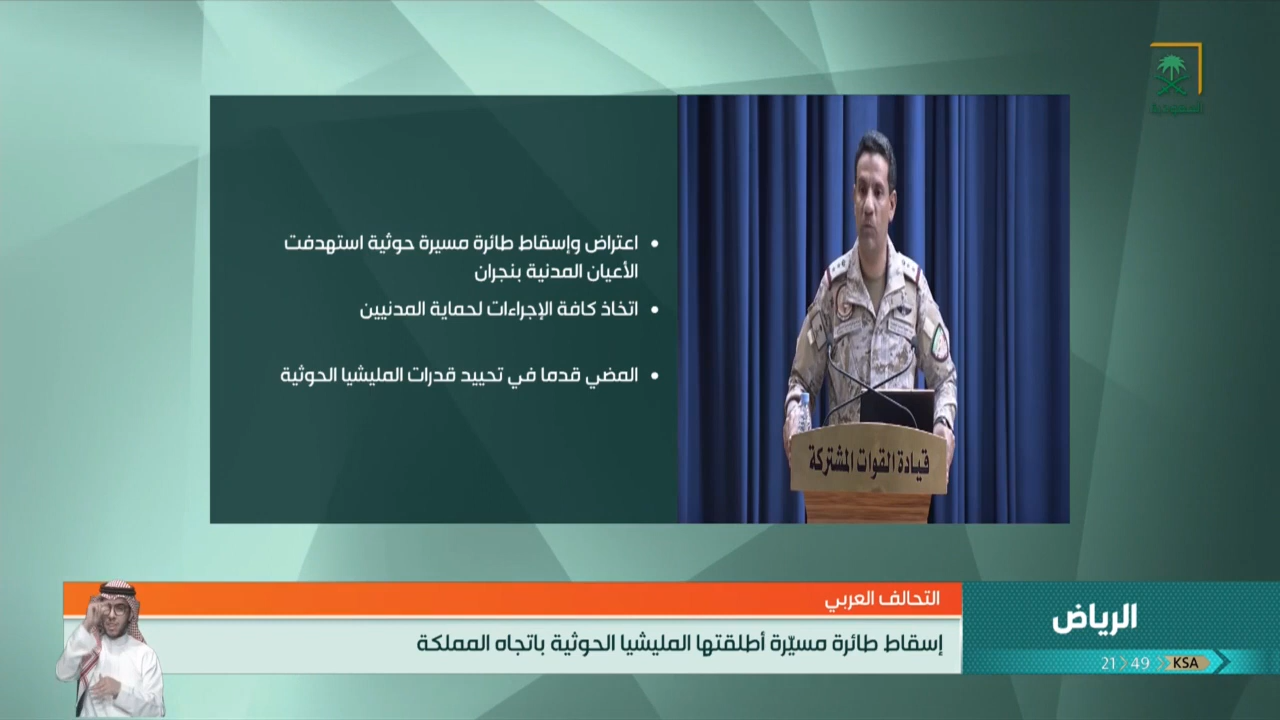 السعودية
• اعتراض وإسقاط طائرة مسيرة حوثية استهدفت
الأعيان المدنية بنجران
• اتخاذ كافة الإجراءات لحماية المدنيين
• المضي قدما في تحييد قدرات المليشيا الحوثية
قيادة القوات المشتركة
التحالف العربي
إسقاط طائرة مسيّرة أطلقتها المليشيا الحوثية باتجاه المملكة
الرياض
21 49 KSA